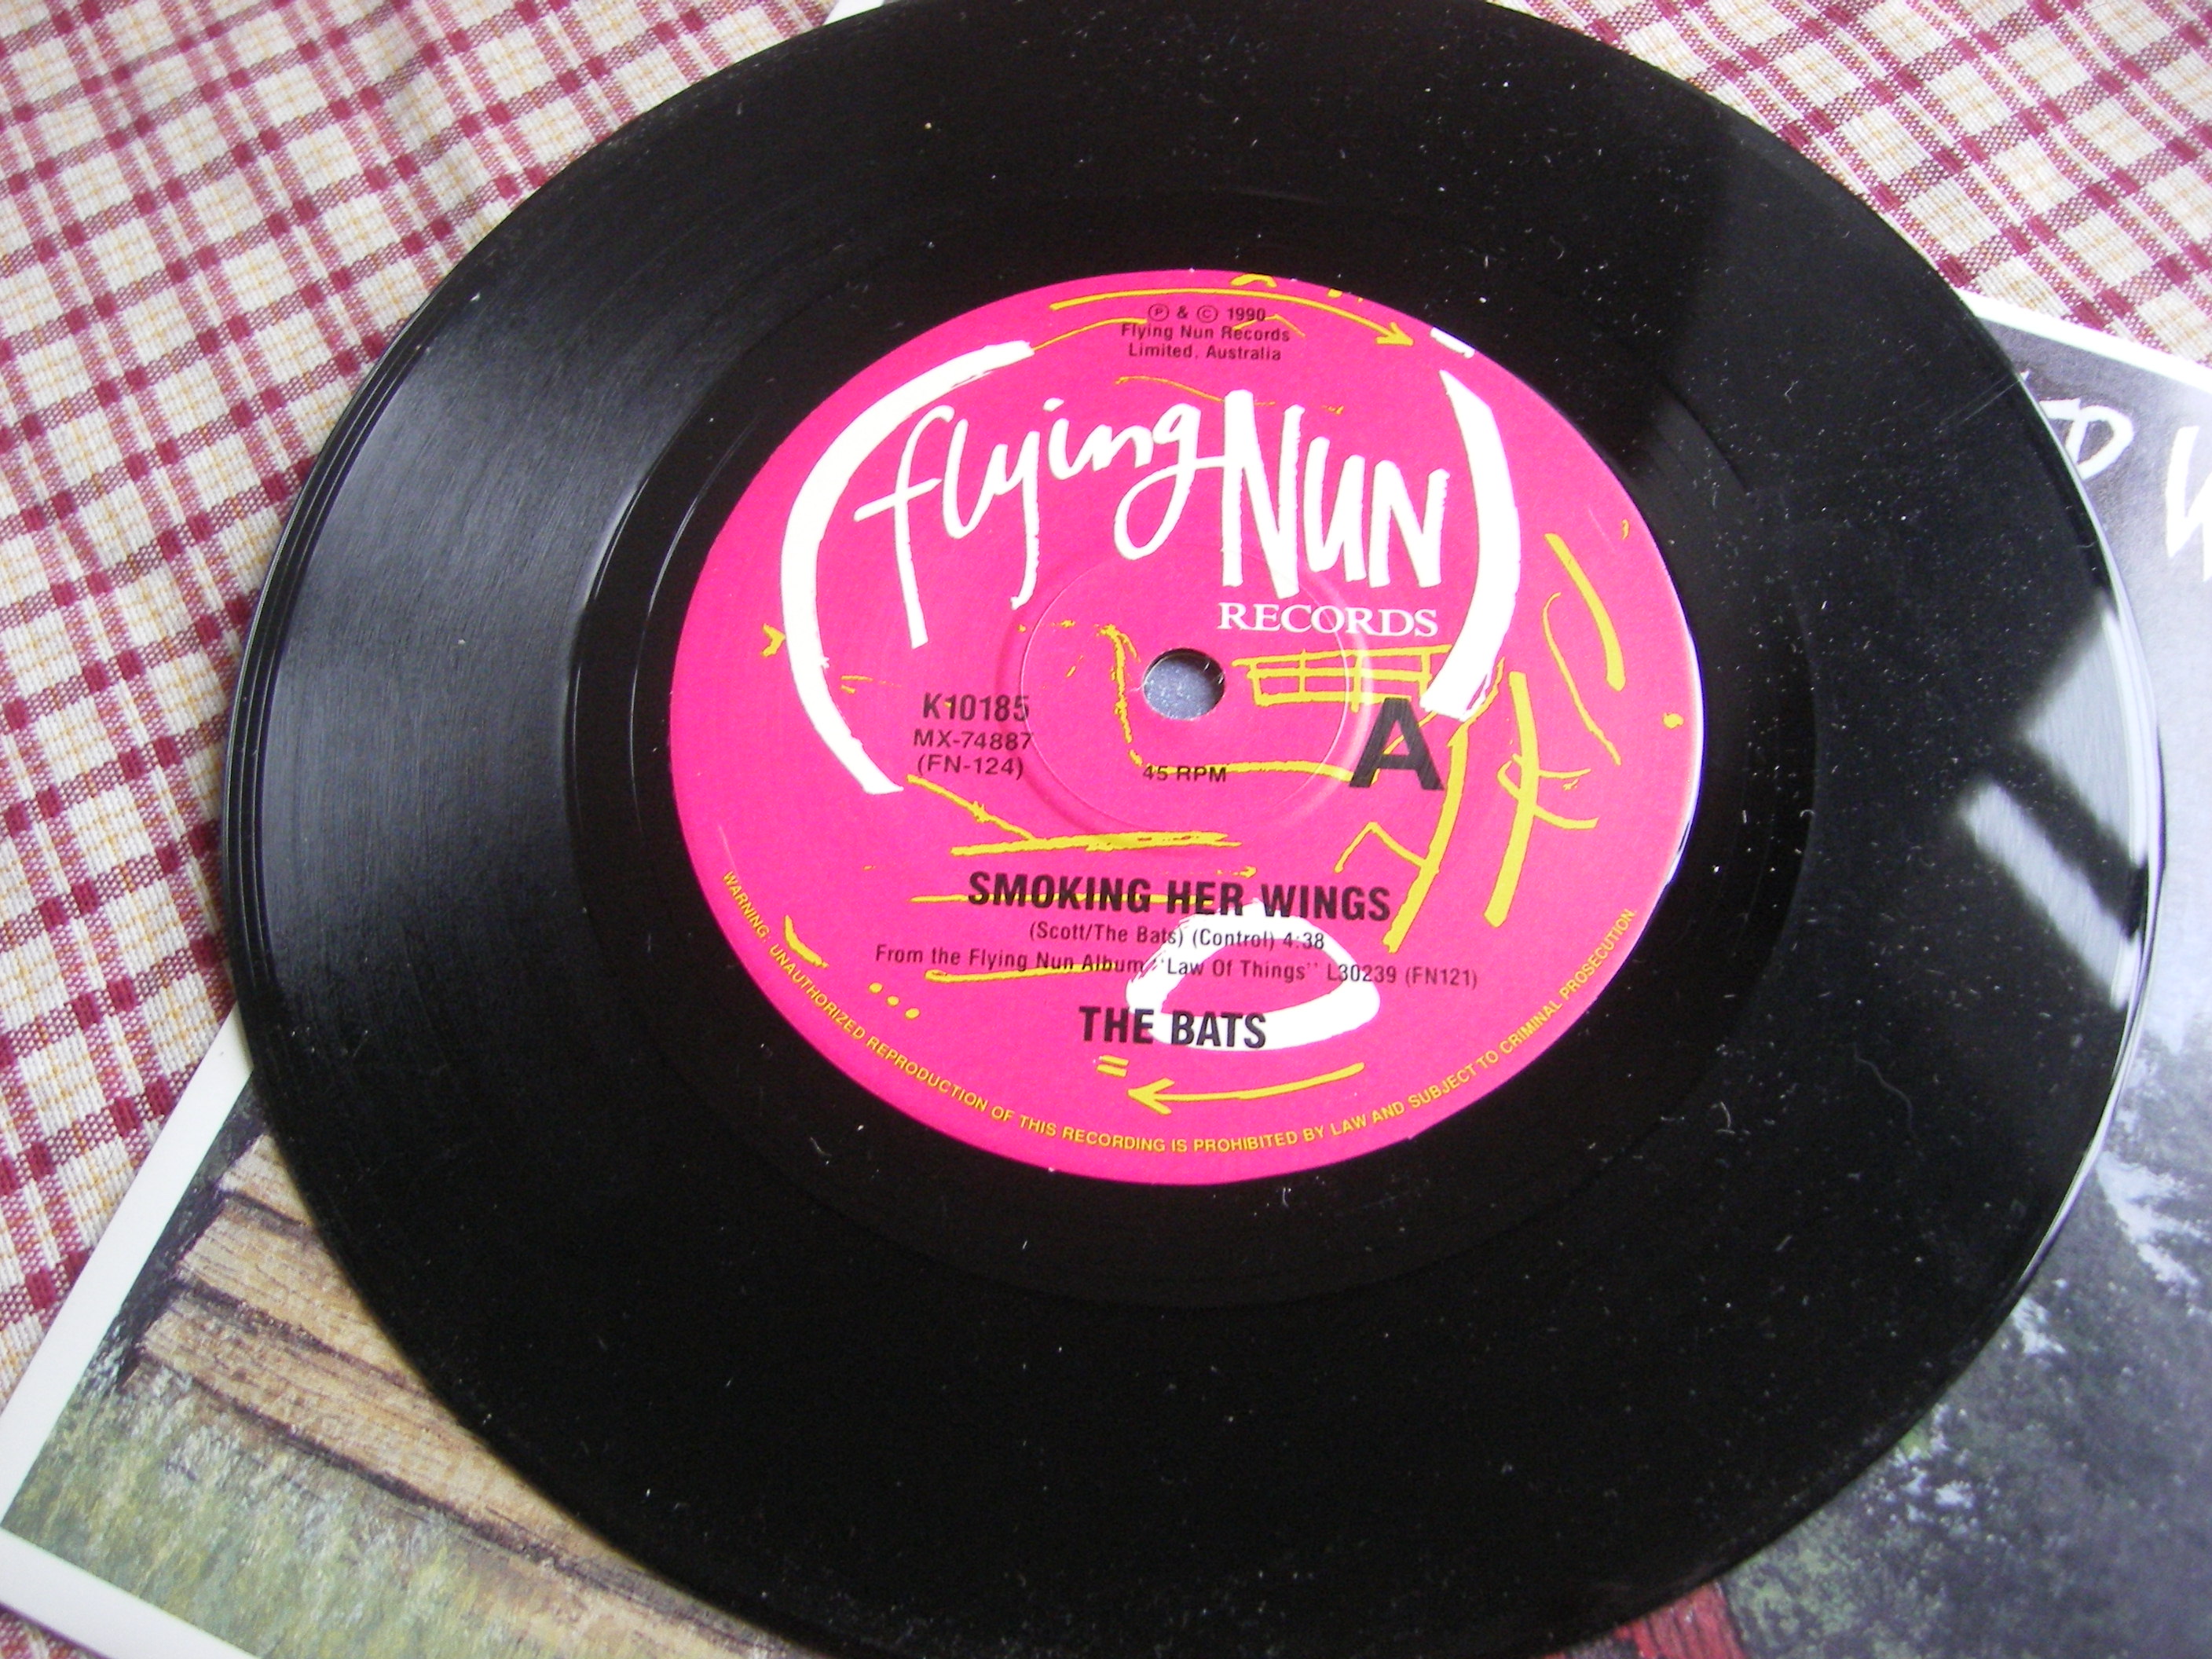 ℗ & © 1990
Flying Nun Records
Limited, Australia
flying NUN
RECORDS
K10185
MX-74887
(FN-124)
45 RPM
A
SMOKING HER WINGS
(Scott/The Bats) (Control) 4:38
From the Flying Nun Album "Law Of Things" L30239 (FN121)
THE BATS
WARNING: UNAUTHORIZED REPRODUCTION OF THIS RECORDING IS PROHIBITED BY LAW AND SUBJECT TO CRIMINAL PROSECUTION